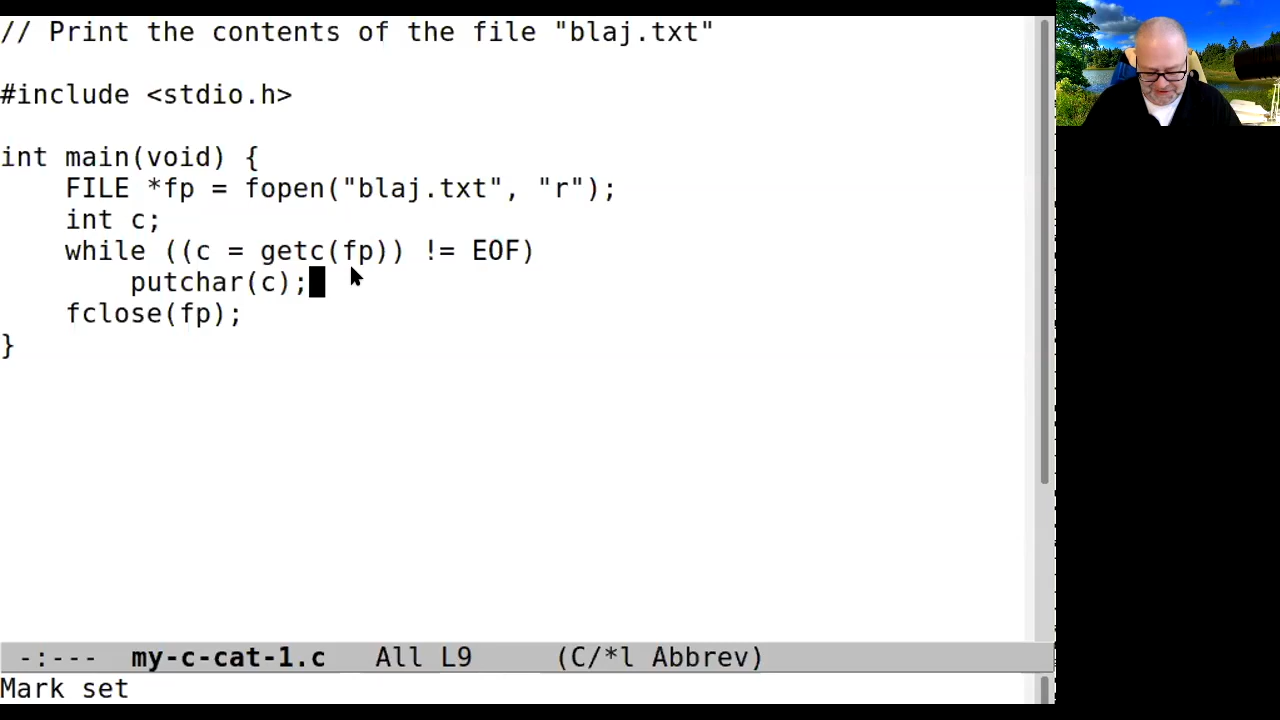 // Print the contents of the file "blaj.txt"
#include <stdio.h>
int main(void) {
    FILE *fp = fopen("blaj.txt", "r");
    int c;
    while ((c = getc(fp)) != EOF)
        putchar(c);
    fclose(fp);
}
-:--- my-c-cat-1.c All L9 (C/*l Abbrev)
Mark set